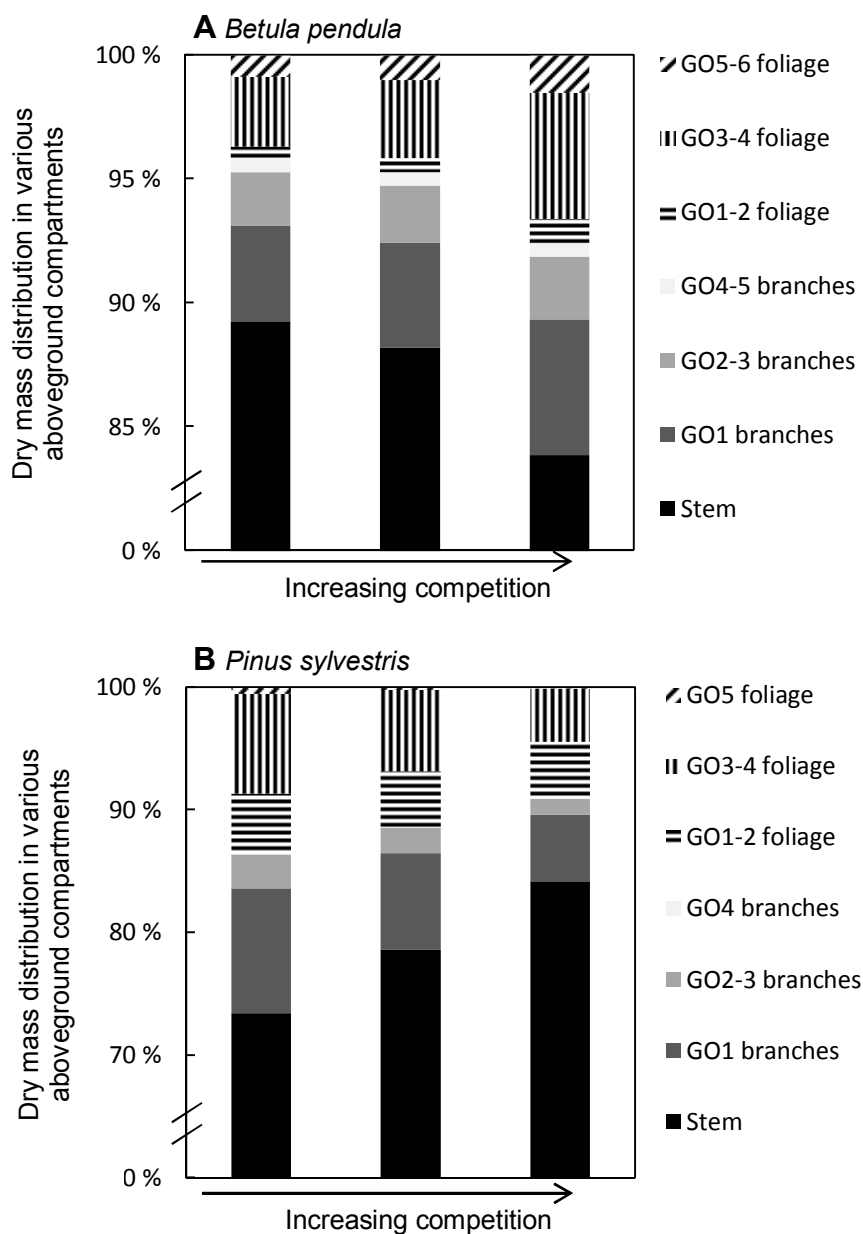 A Betula pendula
Dry mass distribution in various
aboveground compartments
100 %
95 %
90 %
85 %
0 %
Increasing competition
GO5-6 foliage
GO3-4 foliage
GO1-2 foliage
GO4-5 branches
GO2-3 branches
GO1 branches
Stem
B Pinus sylvestris
Dry mass distribution in various
aboveground compartments
100 %
90 %
80 %
70 %
0 %
Increasing competition
GO5 foliage
GO3-4 foliage
GO1-2 foliage
GO4 branches
GO2-3 branches
GO1 branches
Stem